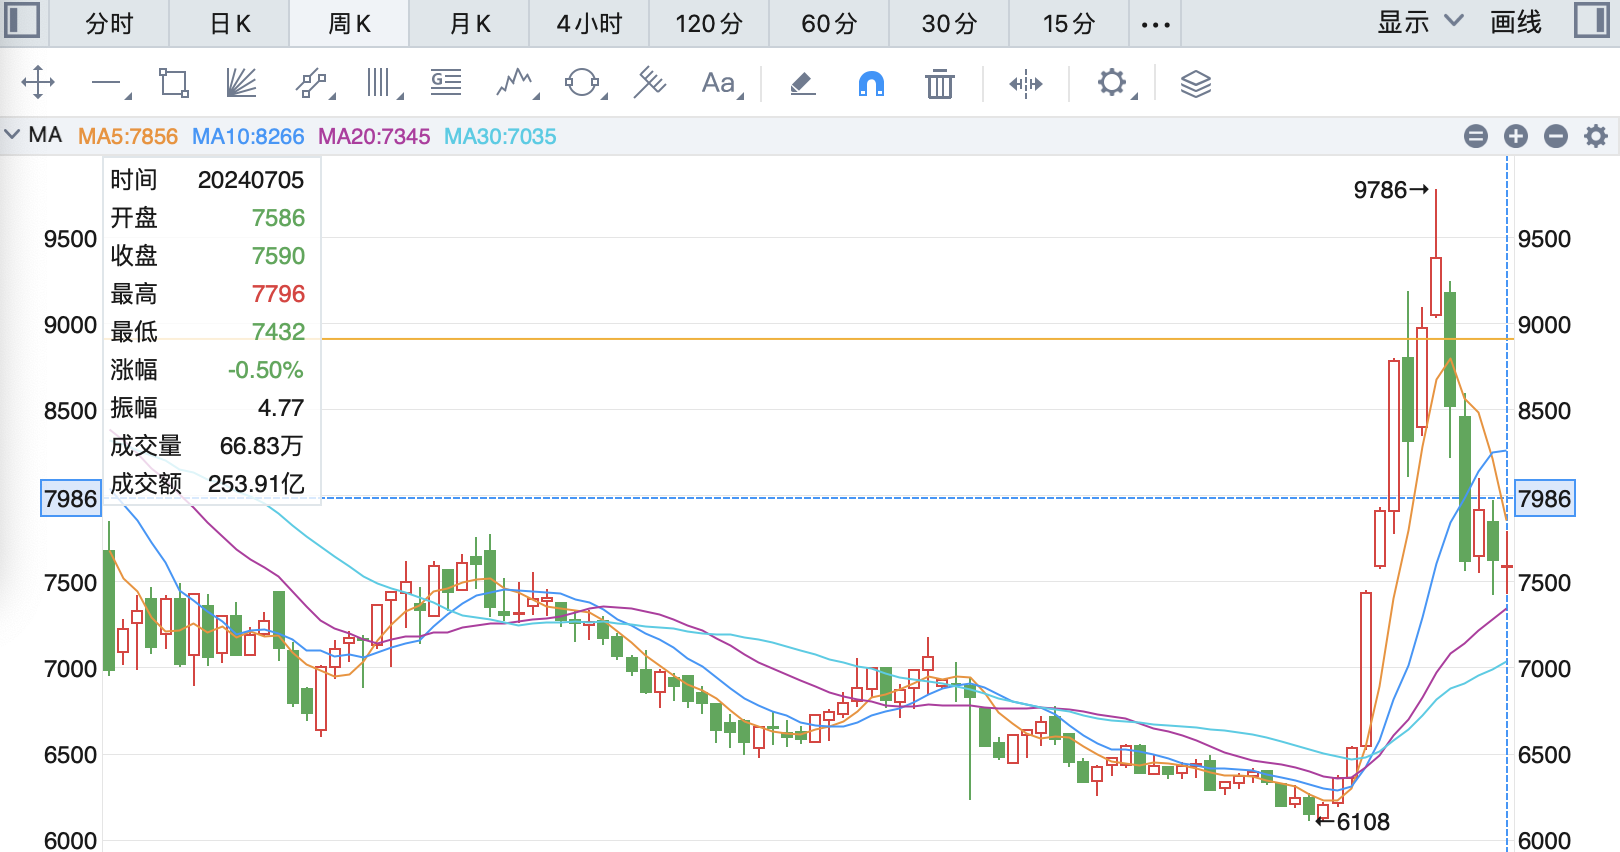 分时 日K 周K 月K 4小时 120分 60分 30分 15分 ••• 显示 画线
G Aa
MA MA5:7856 MA10:8266 MA20:7345 MA30:7035
时间 20240705
开盘 7586
收盘 7590
最高 7796
最低 7432
涨幅 -0.50%
振幅 4.77
成交量 66.83万
成交额 253.91亿
9786→
9500 9500
9000 9000
8500 8500
7986 7986
7500 7500
7000 7000
6500 6500
←6108
6000 6000